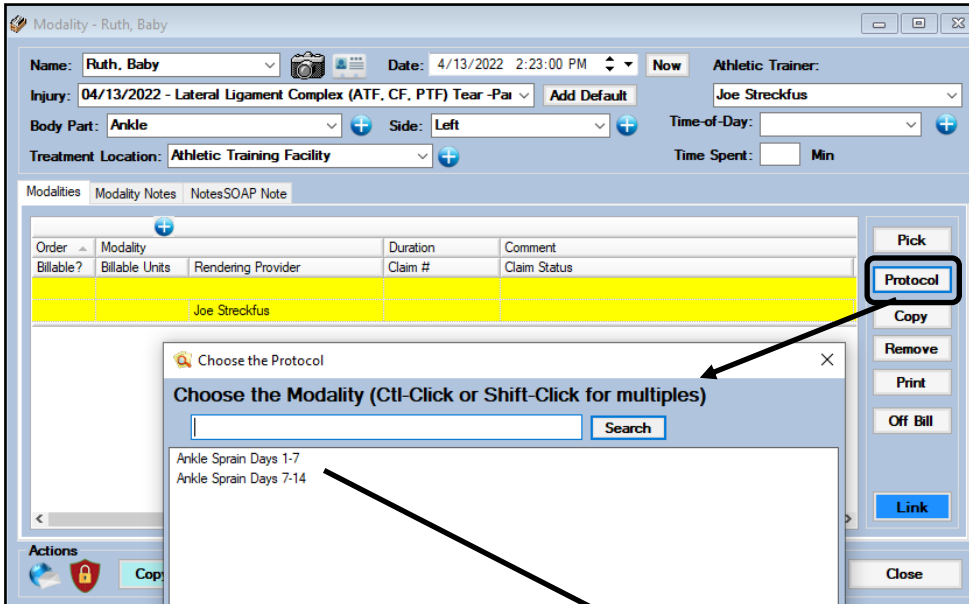 Modality - Ruth, Baby
Name: Ruth, Baby Date: 4/13/2022 2:23:00 PM Now Athletic Trainer:
Injury: 04/13/2022 - Lateral Ligament Complex (ATF, CF, PTF) Tear -Par Add Default Joe Streckfus
Body Part: Ankle Side: Left Time-of-Day:
Treatment Location: Athletic Training Facility Time Spent: Min
Modalities Modality Notes NotesSOAP Note
Order Modality Duration Comment
Billable? Billable Units Rendering Provider Claim # Claim Status
Joe Streckfus
Pick
Protocol
Copy
Remove
Print
Off Bill
Link
Choose the Protocol
Choose the Modality (Ctl-Click or Shift-Click for multiples)
Search
Ankle Sprain Days 1-7
Ankle Sprain Days 7-14
Actions
Copy
Close